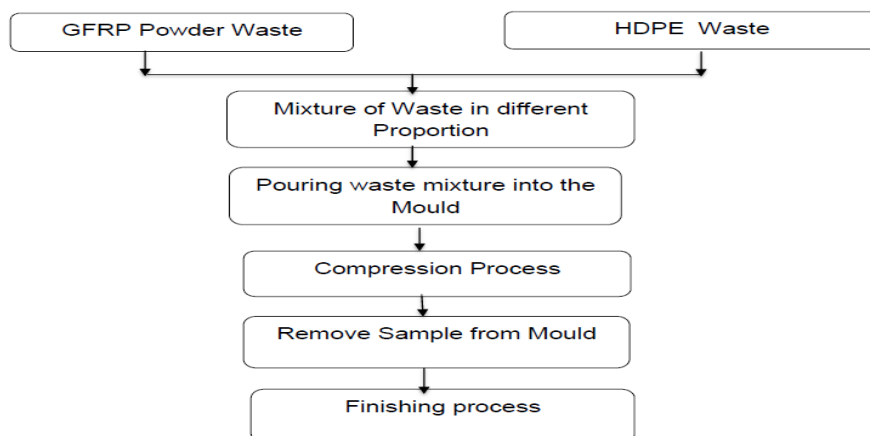 GFRP Powder Waste
HDPE Waste
Mixture of Waste in different
Proportion
Pouring waste mixture into the
Mould
Compression Process
Remove Sample from Mould
Finishing process